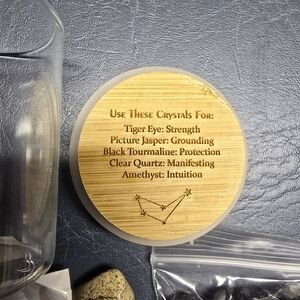 Use These Crystals For:
Tiger Eye: Strength
Picture Jasper: Grounding
Black Tourmaline: Protection
Clear Quartz: Manifesting
Amethyst: Intuition